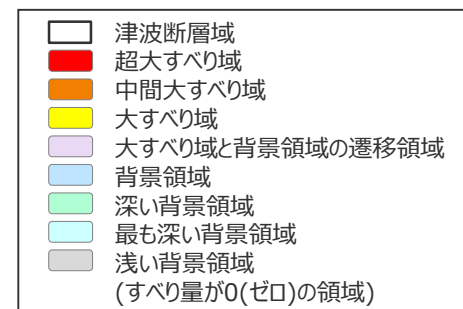 津波断層域
超大すべり域
中間大すべり域
大すべり域
大すべり域と背景領域の遷移領域
背景領域
深い背景領域
最も深い背景領域
浅い背景領域
(すべり量が0(ゼロ)の領域)